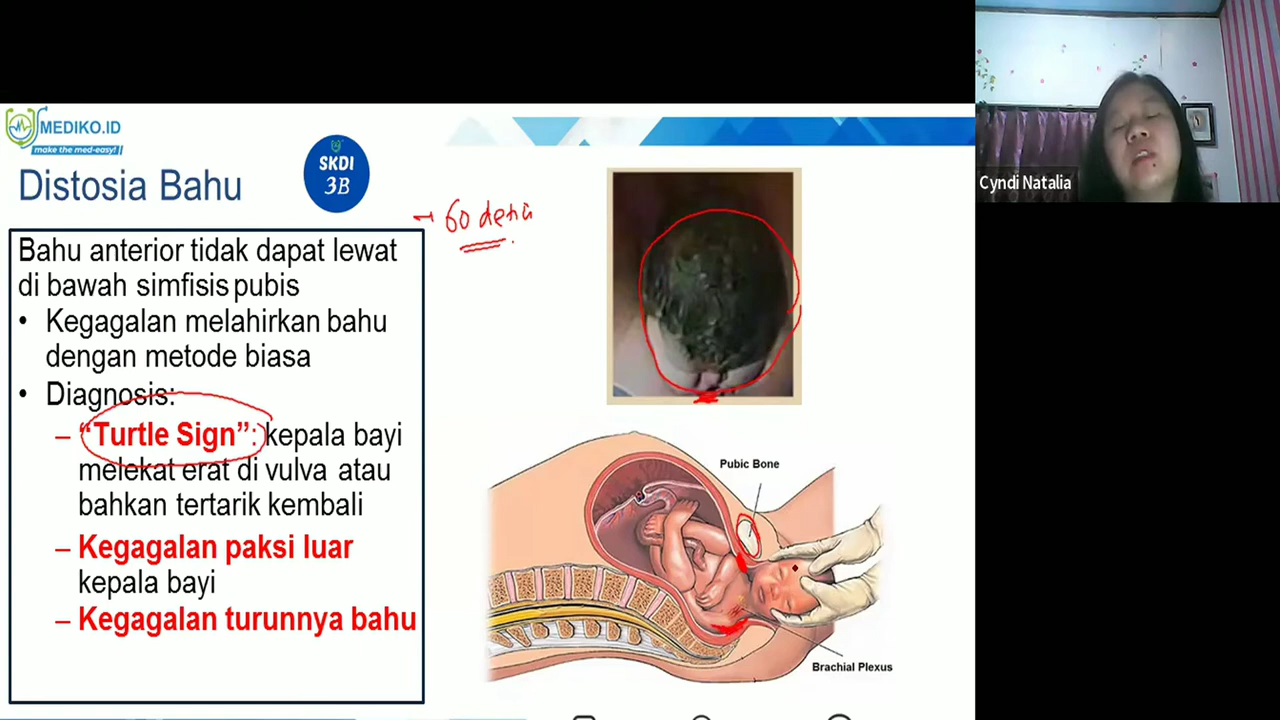 MEDIKO.ID
make the med-easy!
SKDI
3B
Distosia Bahu
Bahu anterior tidak dapat lewat
di bawah simfisis pubis
• Kegagalan melahirkan bahu
dengan metode biasa
• Diagnosis:
– “Turtle Sign”: kepala bayi
melekat erat di vulva atau
bahkan tertarik kembali
– Kegagalan paksi luar
kepala bayi
– Kegagalan turunnya bahu
60
Pubic Bone
Brachial Plexus
Cyndi Natalia